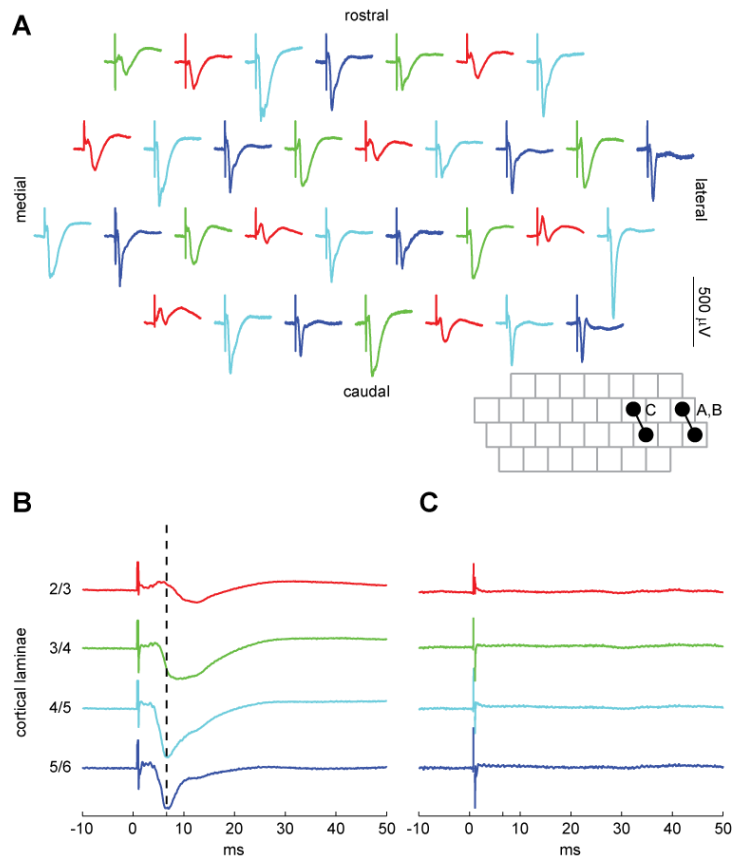 A
rostral
medial
lateral
500 μV
caudal
C
A,B
B
C
cortical laminae
2/3
3/4
4/5
5/6
-10 0 10 20 30 40 50
ms
-10 0 10 20 30 40 50
ms